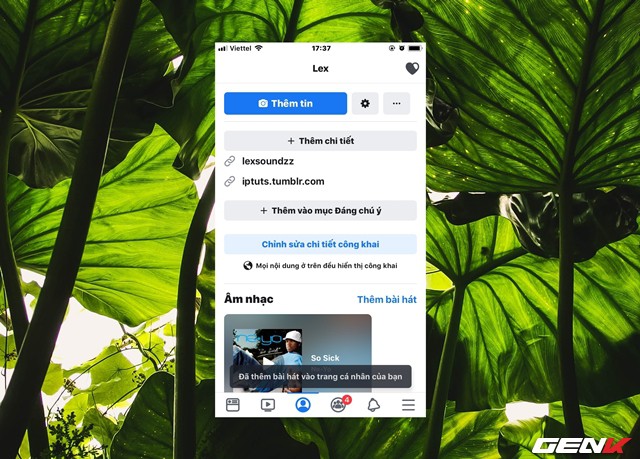 Viettel 17:37
Lex
Thêm tin
+ Thêm chi tiết
lexsoundzz
iptuts.tumblr.com
+ Thêm vào mục Đáng chú ý
Chỉnh sửa chi tiết công khai
Mọi nội dung ở trên đều hiển thị công khai
Âm nhạc Thêm bài hát
ne-yo
So Sick
Đã thêm bài hát vào trang cá nhân của bạn
4
GENK